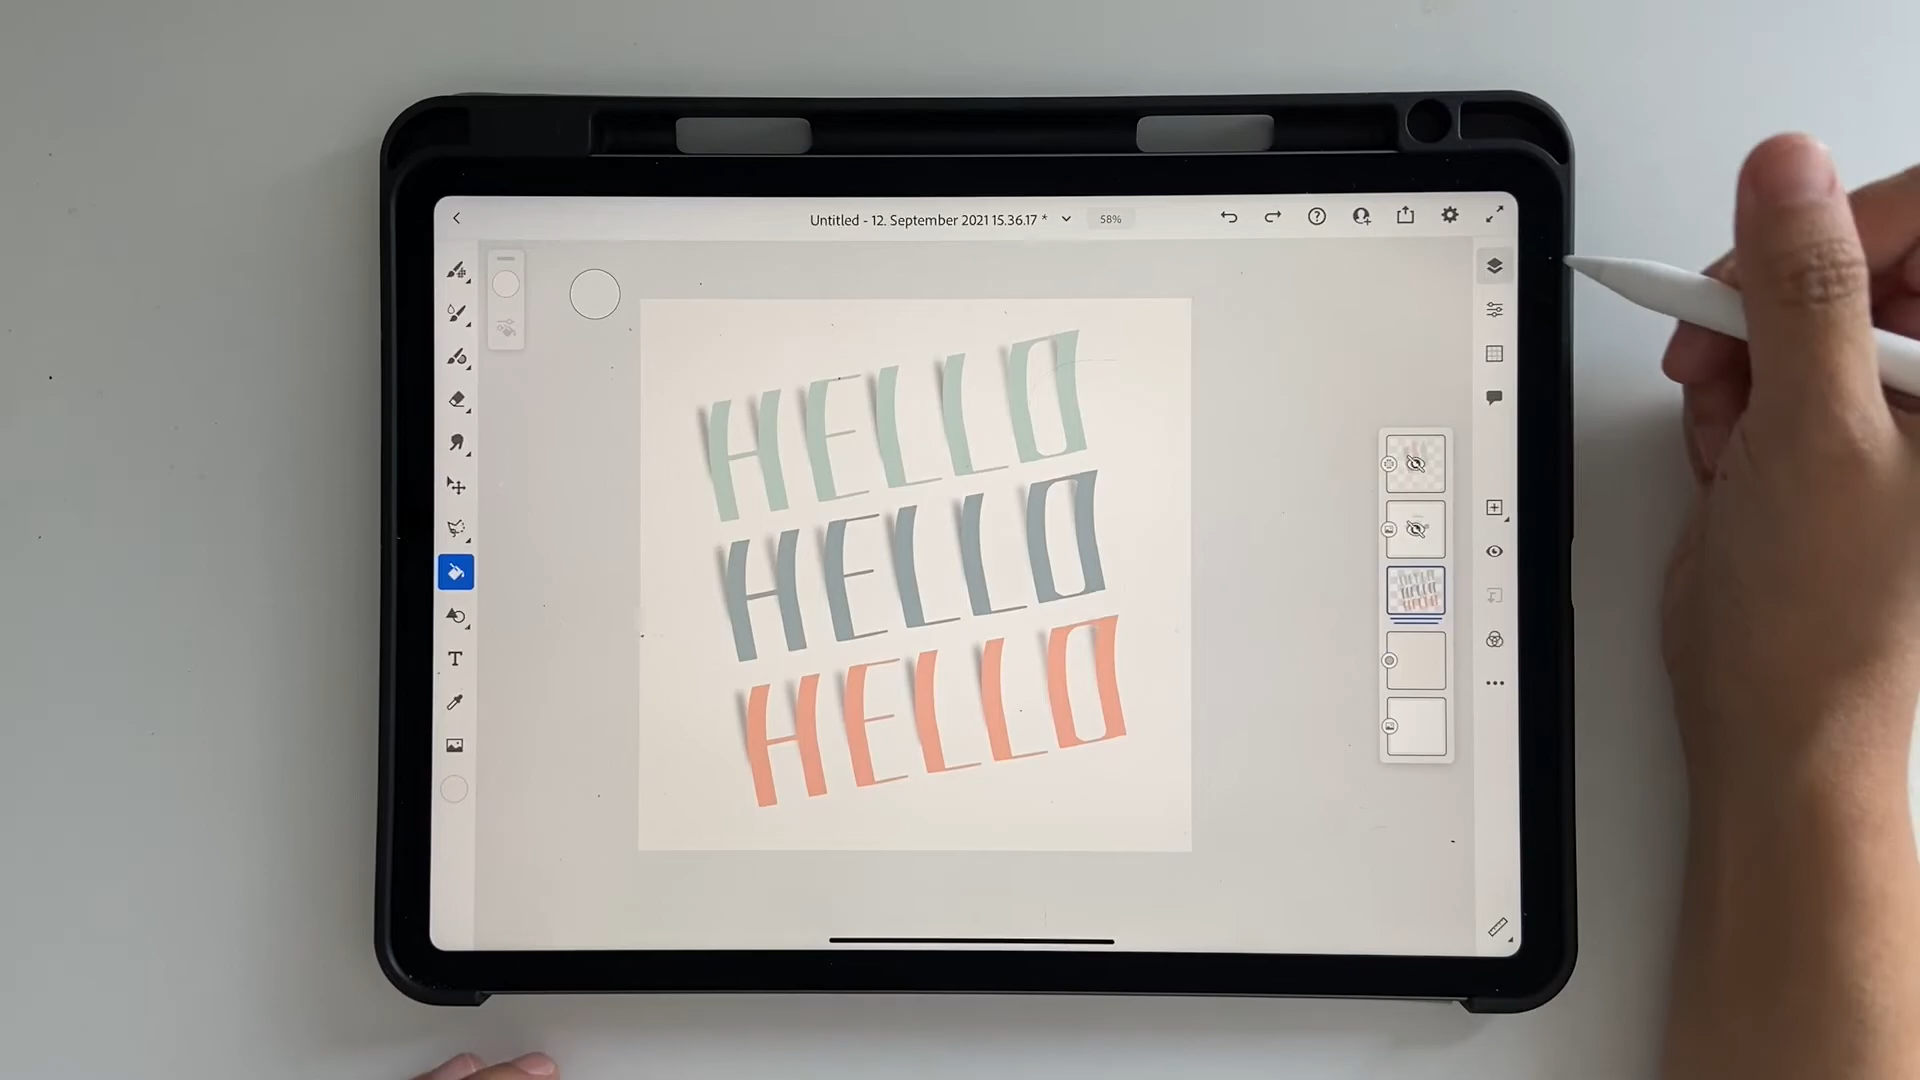 Untitled - 12. September 2021 15.36.17 *
58%
HELLO
HELLO
HELLO
T